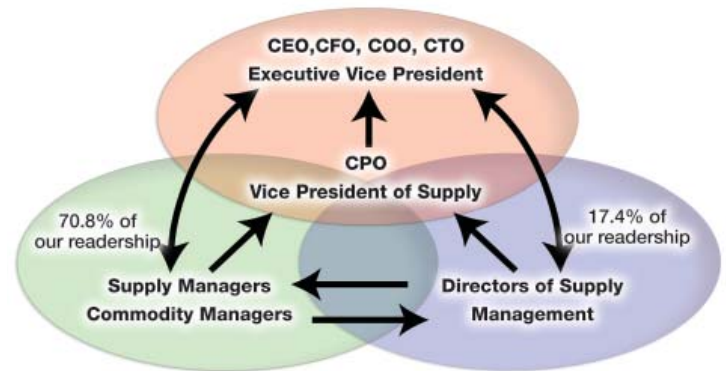 CEO,CFO, COO, CTO
Executive Vice President
CPO
Vice President of Supply
70.8% of
our readership
17.4% of
our readership
Supply Managers
Commodity Managers
Directors of Supply
Management